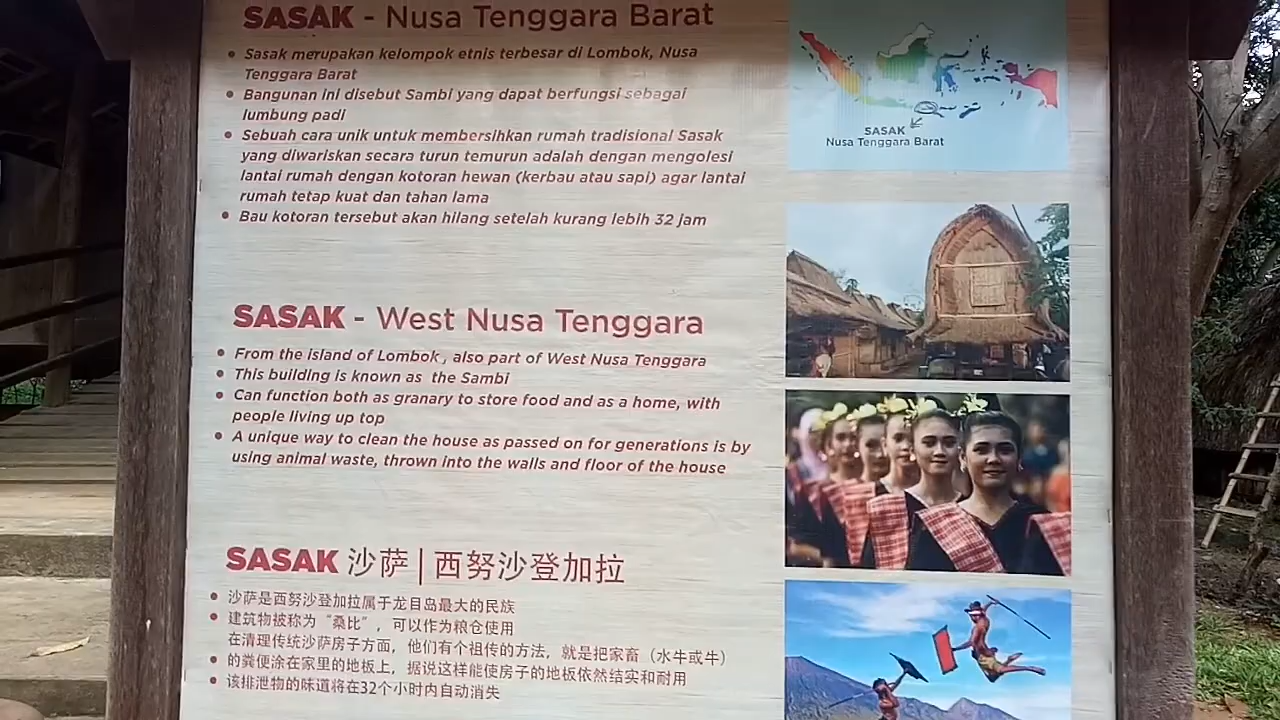 SASAK - Nusa Tenggara Barat
• Sasak merupakan kelompok etnis terbesar di Lombok, Nusa
Tenggara Barat
• Bangunan ini disebut Sambi yang dapat berfungsi sebagai
lumbung padi
• Sebuah cara unik untuk membersihkan rumah tradisional Sasak
yang diwariskan secara turun temurun adalah dengan mengolesi
lantai rumah dengan kotoran hewan (kerbau atau sapi) agar lantai
rumah tetap kuat dan tahan lama
• Bau kotoran tersebut akan hilang setelah kurang lebih 32 jam
SASAK
Nusa Tenggara Barat
SASAK - West Nusa Tenggara
• From the island of Lombok, also part of West Nusa Tenggara
• This building is known as the Sambi
• Can function both as granary to store food and as a home, with
people living up top
• A unique way to clean the house as passed on for generations is by
using animal waste, thrown into the walls and floor of the house
SASAK 沙萨 | 西努沙登加拉
• 沙萨是西努沙登加拉属于龙目岛最大的民族
• 建筑物被称为“桑比”，可以作为粮仓使用
在清理传统沙萨房子方面，他们有个祖传的方法，就是把家畜（水牛或牛）
• 的粪便涂在家里的地板上，据说这样能使房子的地板依然结实和耐用
• 该排泄物的味道将在32个小时内自动消失